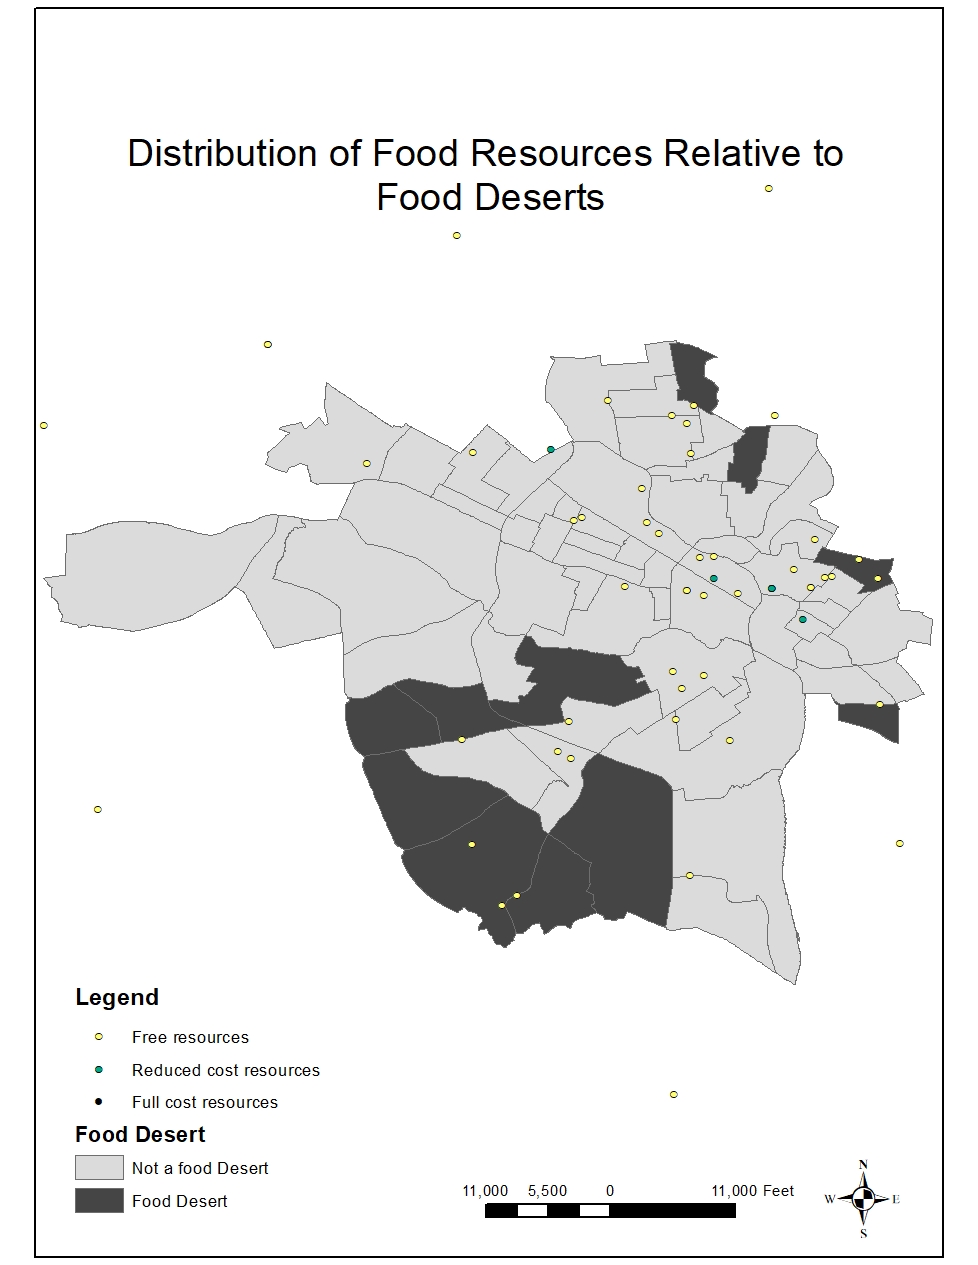 Distribution of Food Resources Relative to
Food Deserts
Legend
Free resources
Reduced cost resources
Full cost resources
Food Desert
Not a food Desert
Food Desert
11,000 5,500 0 11,000 Feet
N
W E
S